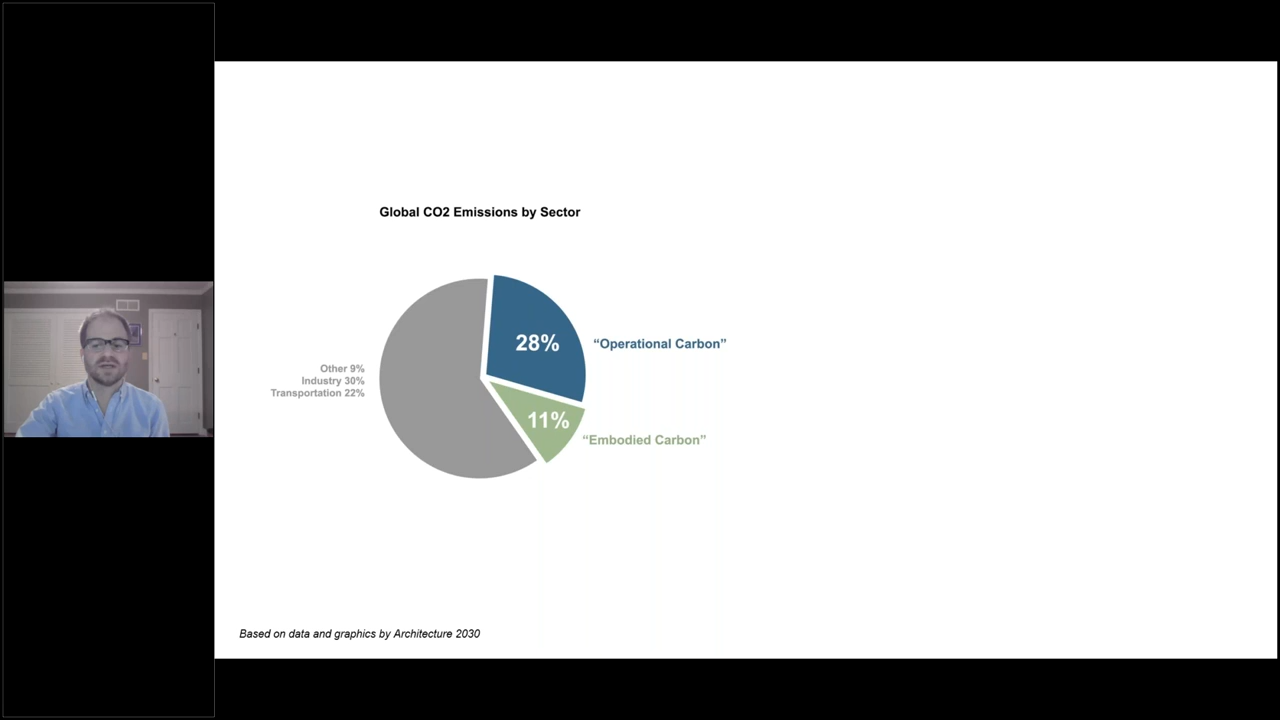 Global CO2 Emissions by Sector
28%
“Operational Carbon”
Other 9%
Industry 30%
Transportation 22%
11%
“Embodied Carbon”
Based on data and graphics by Architecture 2030